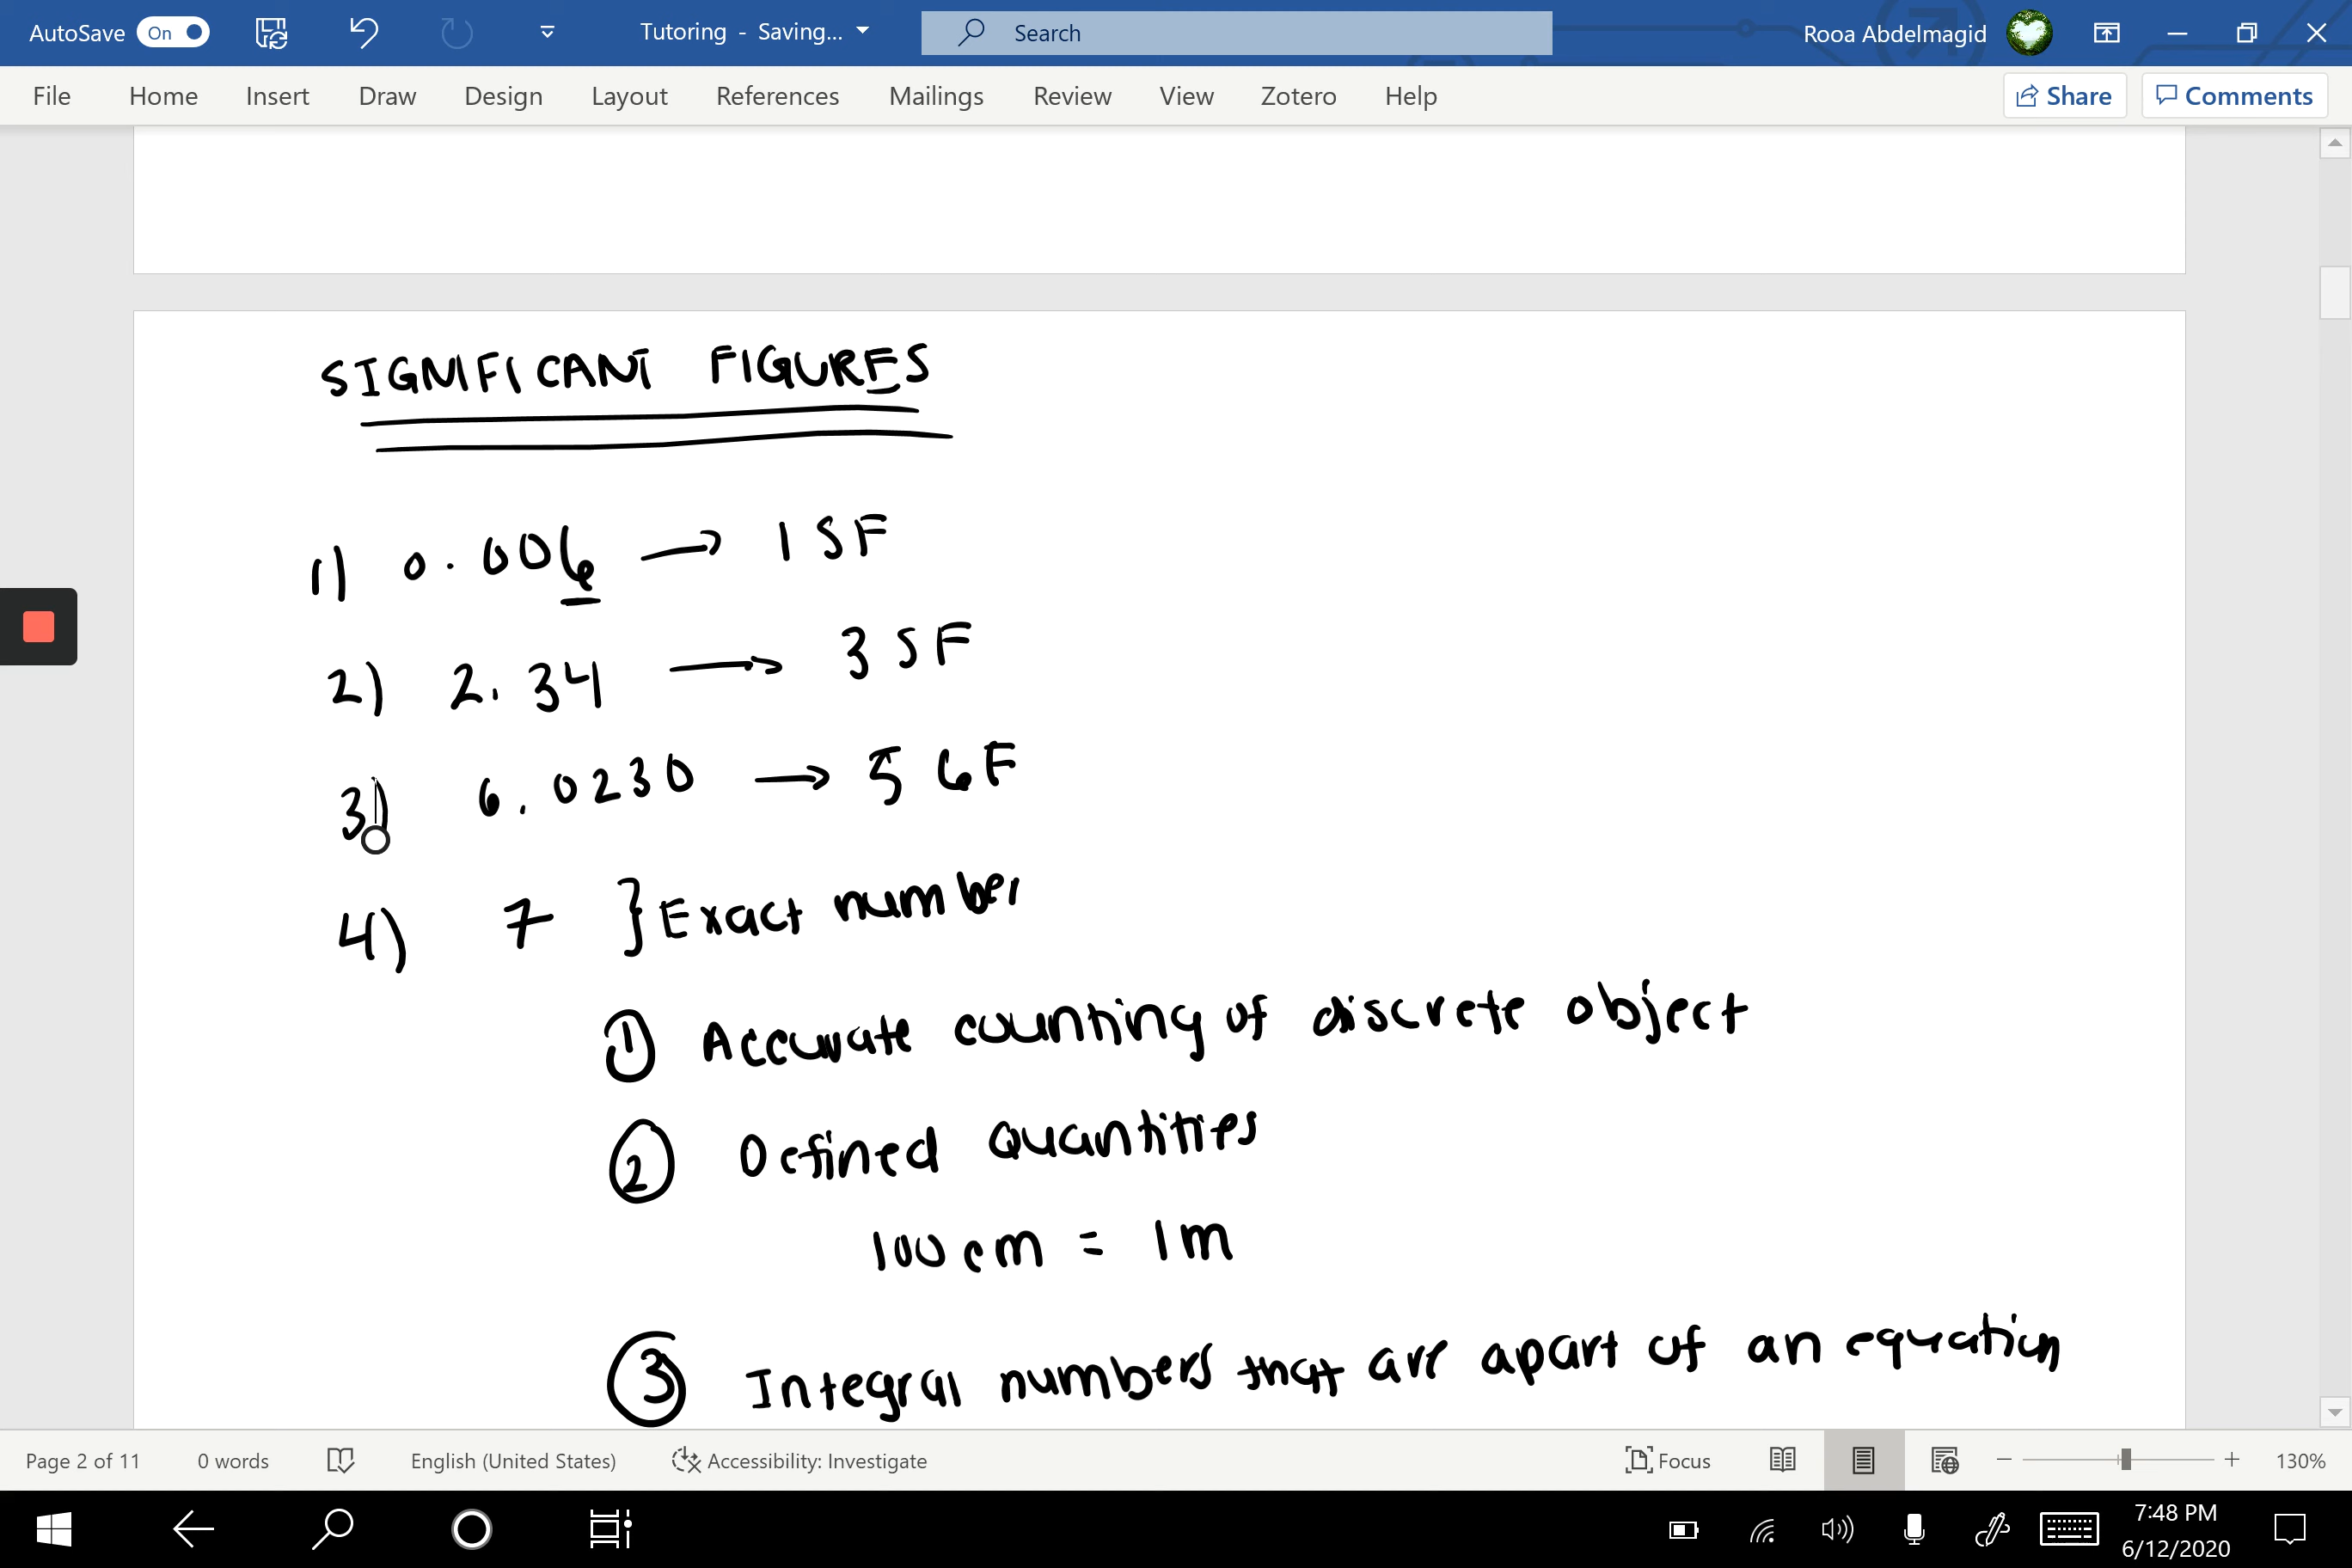 AutoSave On Tutoring - Saving... Search Rooa Abdelmagid
File Home Insert Draw Design Layout References Mailings Review View Zotero Help Share Comments
SIGNIFICANT FIGURES
1) 0.006 → 1 SF
2) 2.34 → 3 SF
3) 6.0230 → 5 GF
4) 7 } Exact number
① Accurate counting of discrete object
② Defined Quantities
100 cm = 1 m
③ Integral numbers that are apart of an equation
Page 2 of 11 0 words English (United States) Accessibility: Investigate Focus 130%
7:48 PM
6/12/2020